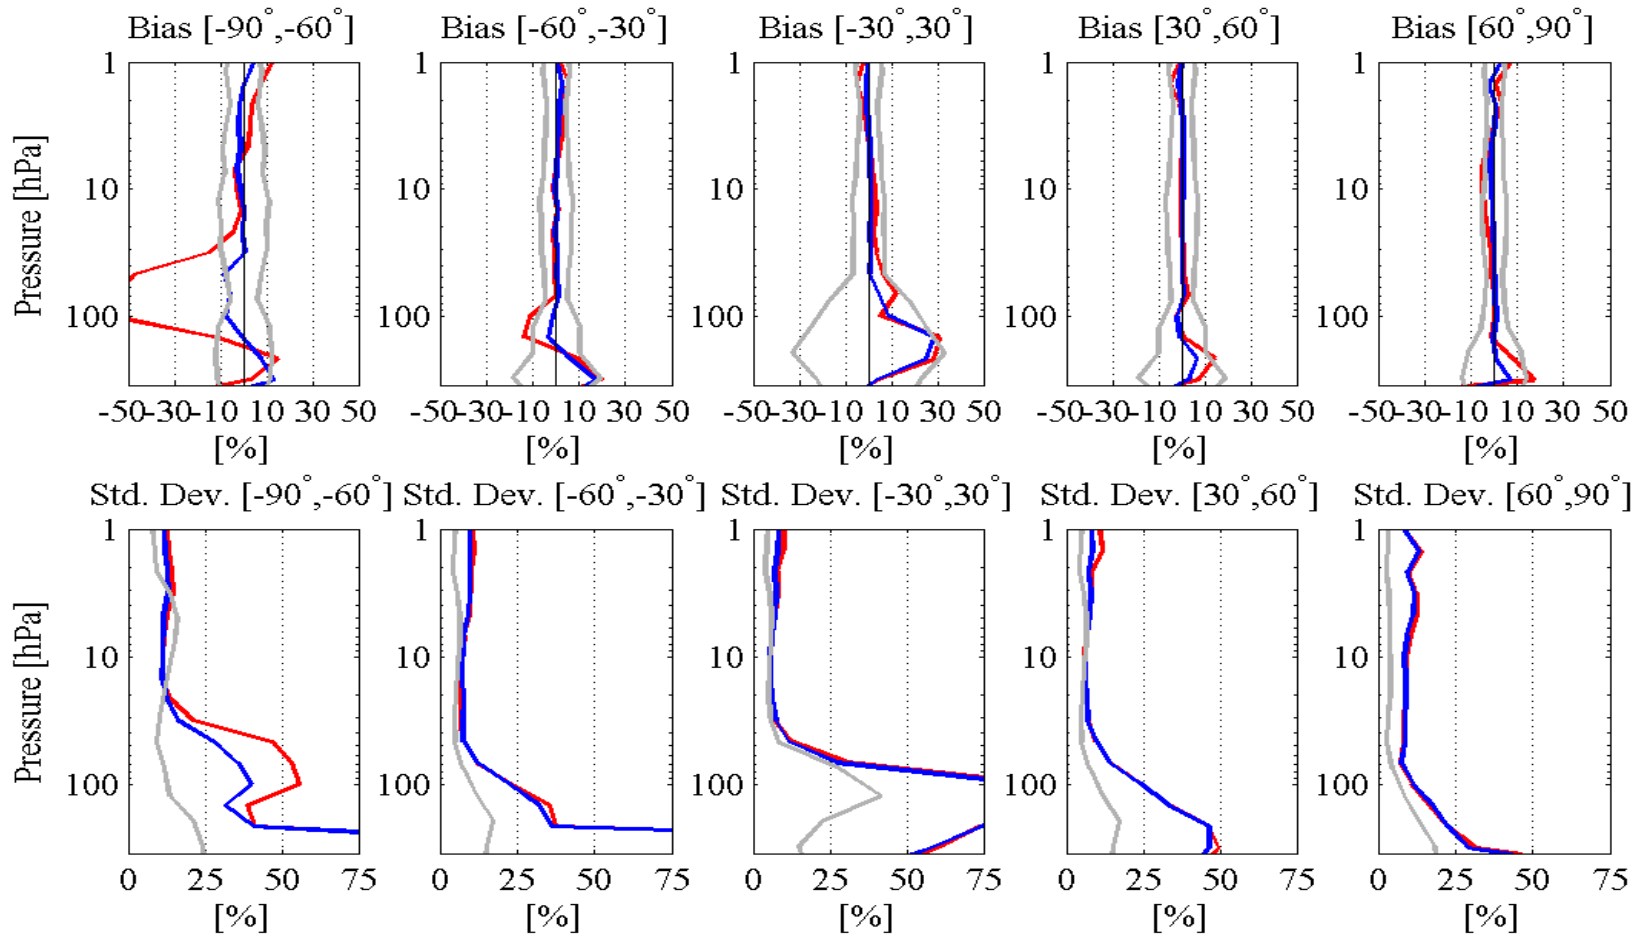 Bias [-90°,-60°] Bias [-60°,-30°] Bias [-30°,30°] Bias [30°,60°] Bias [60°,90°]
1 1 1 1 1
10 10 10 10 10
100 100 100 100 100
Pressure [hPa]
-50 -30 -10 10 30 50 -50 -30 -10 10 30 50 -50 -30 -10 10 30 50 -50 -30 -10 10 30 50 -50 -30 -10 10 30 50
[%] [%] [%] [%] [%]
Std. Dev. [-90°,-60°] Std. Dev. [-60°,-30°] Std. Dev. [-30°,30°] Std. Dev. [30°,60°] Std. Dev. [60°,90°]
1 1 1 1 1
10 10 10 10 10
100 100 100 100 100
Pressure [hPa]
0 25 50 75 0 25 50 75 0 25 50 75 0 25 50 75 0 25 50 75
[%] [%] [%] [%] [%]